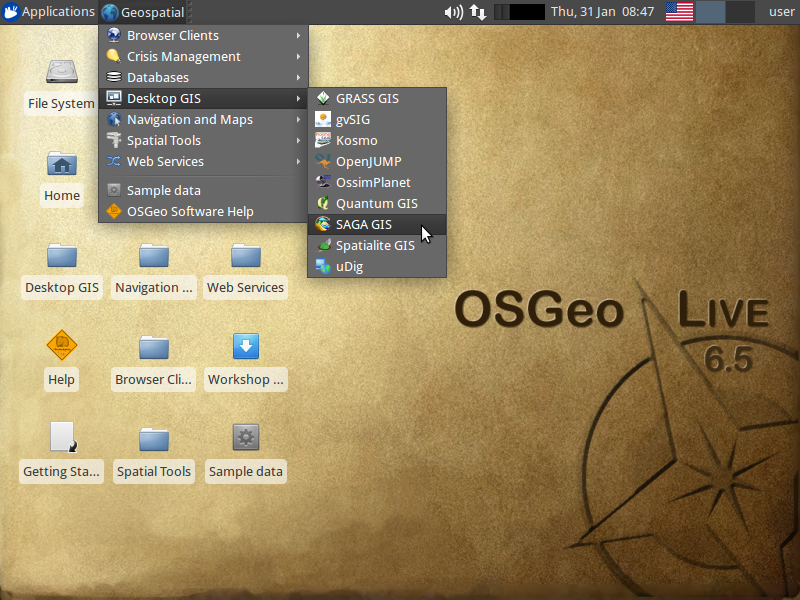 Applications Geospatial Thu, 31 Jan 08:47 user
Browser Clients
Crisis Management
Databases
Desktop GIS
Navigation and Maps
Spatial Tools
Web Services
Sample data
OSGeo Software Help
GRASS GIS
gvSIG
Kosmo
OpenJUMP
OssimPlanet
Quantum GIS
SAGA GIS
Spatialite GIS
uDig
File System
Home
Desktop GIS
Navigation ...
Web Services
Help
Browser Cli...
Workshop ...
Getting Sta...
Spatial Tools
Sample data
OSGeo Live
6.5